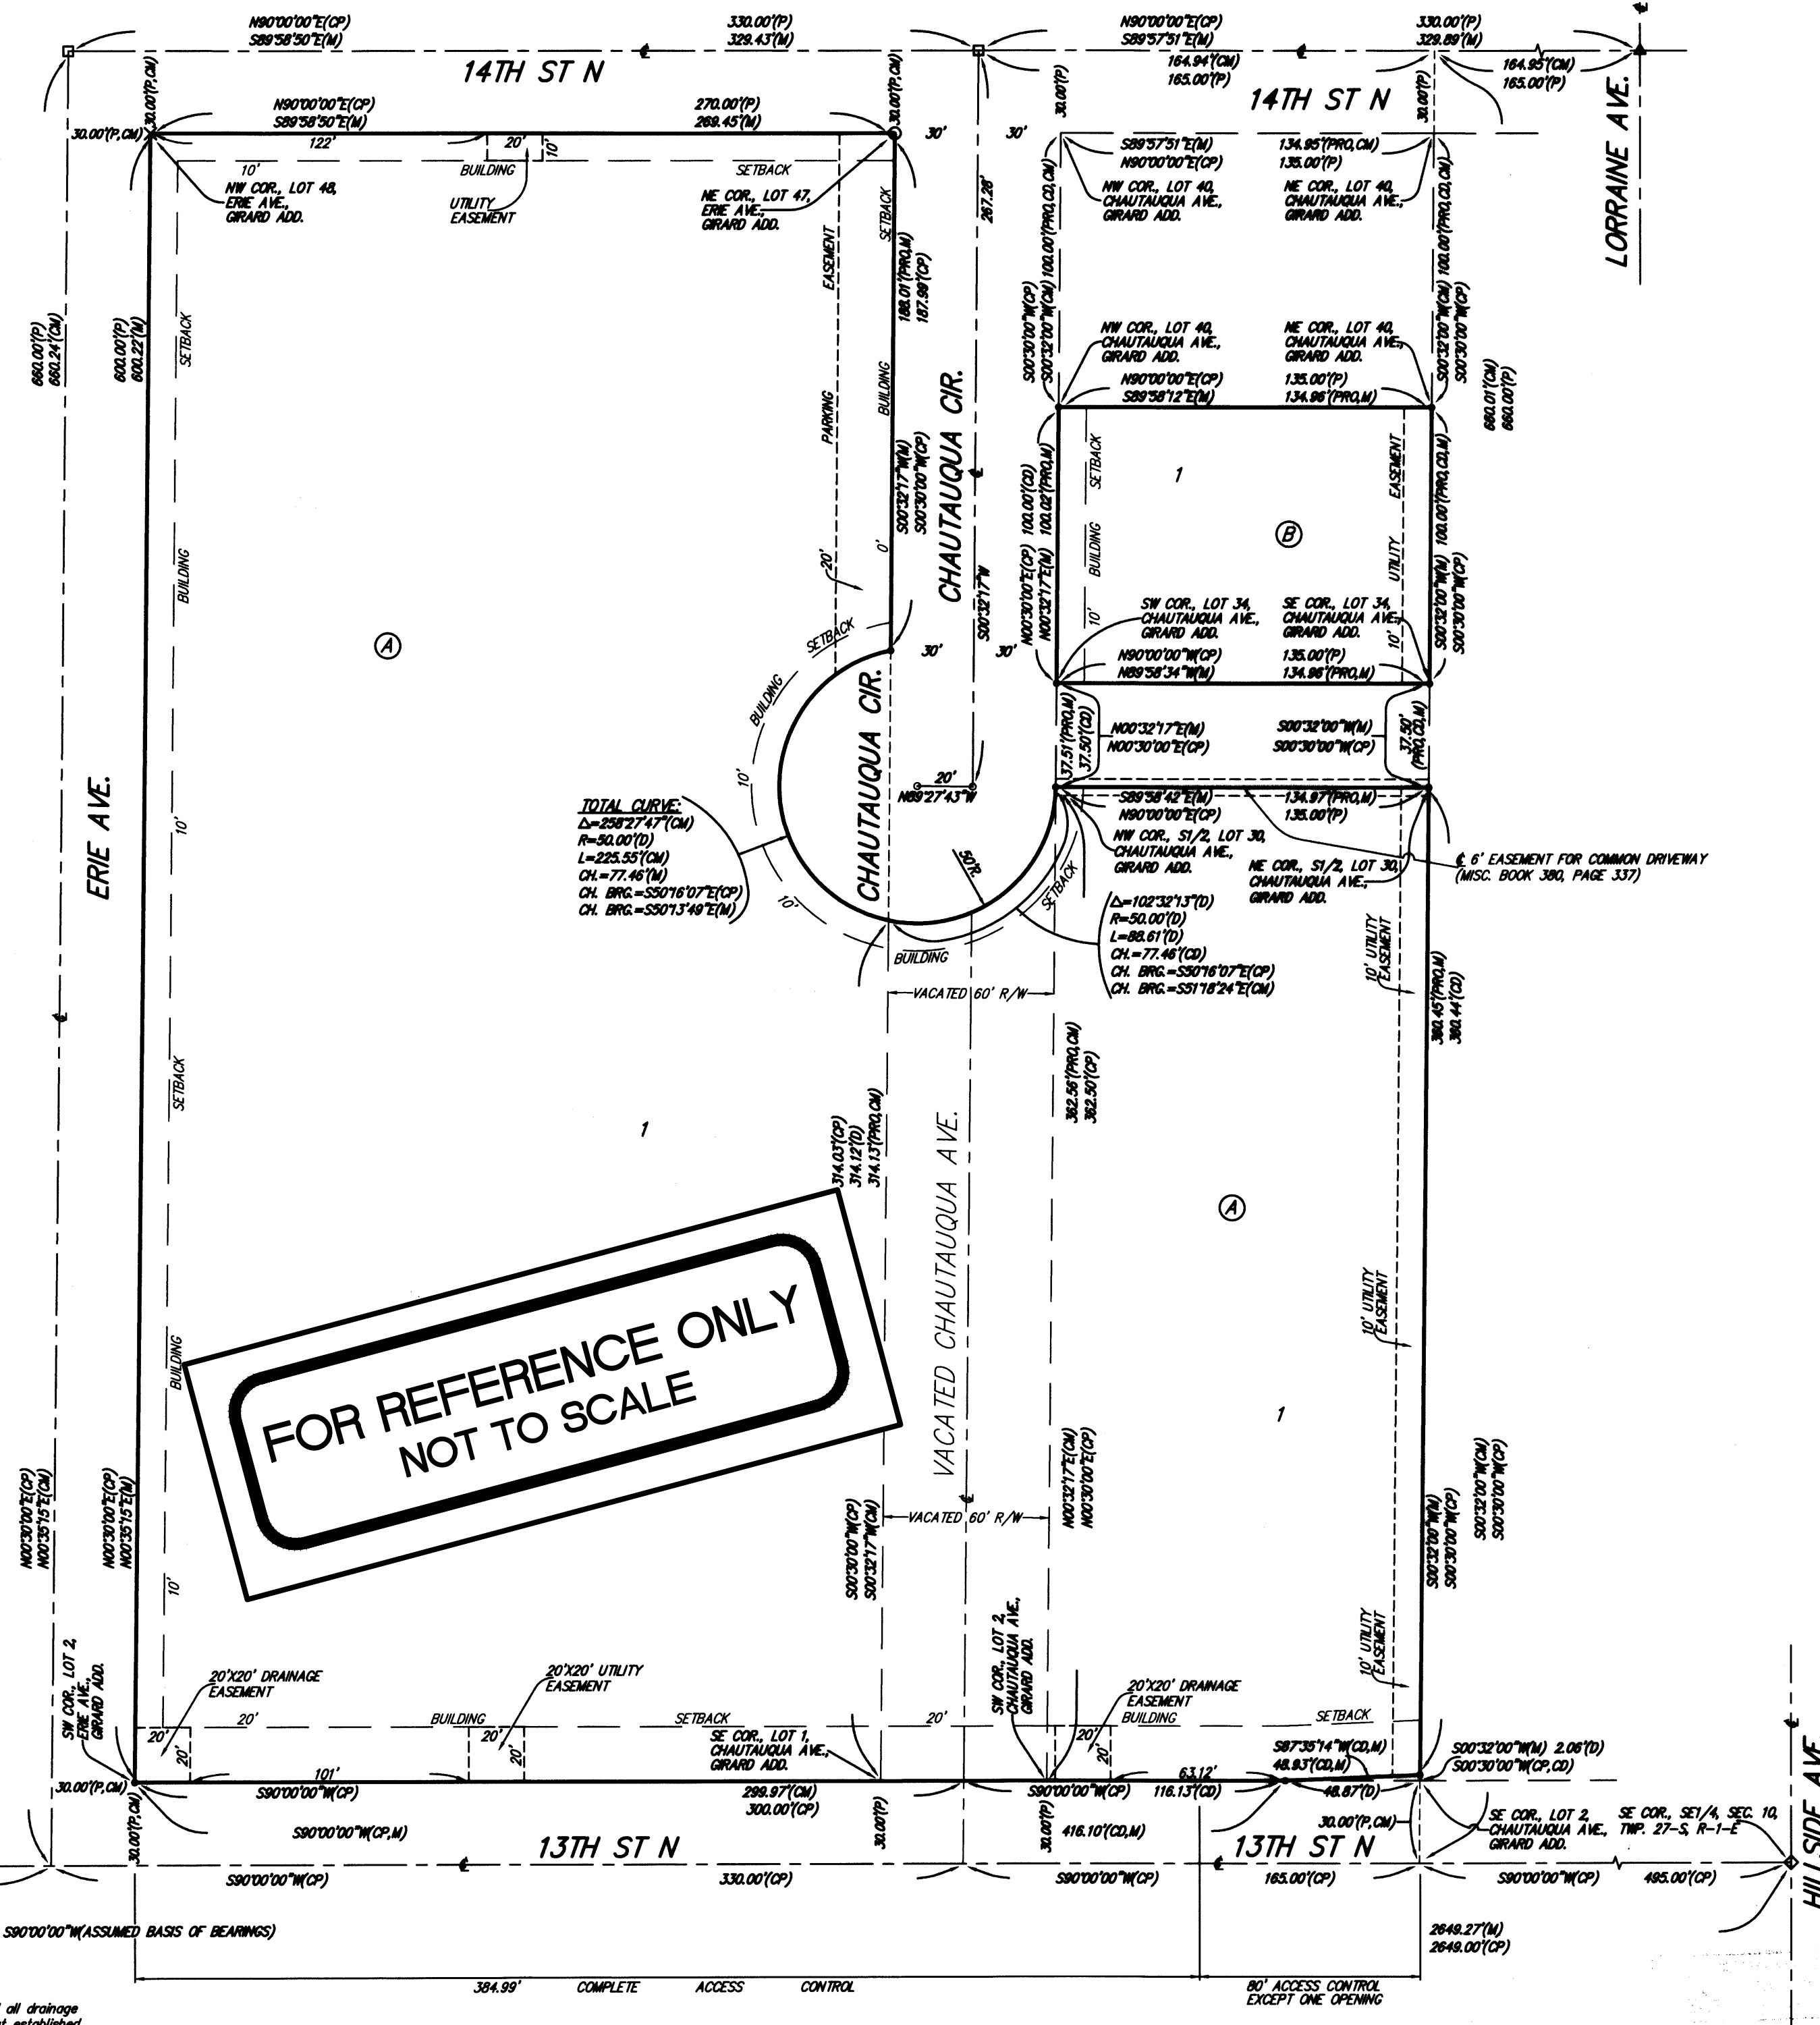 N90°00'00"E(CP)
S89°58'50"E(M)
330.00'(P)
329.43'(M)
N90°00'00"E(CP)
S89°57'51"E(M)
330.00'(P)
329.89'(M)
164.94'(CM)
165.00'(P)
164.95'(CM)
165.00'(P)
14TH ST N
14TH ST N
LORRAINE AVE.
30.00'(P,CM)
30.00'(P,CM)
30.00'(P,CM)
N90°00'00"E(CP)
S89°58'50"E(M)
270.00'(P)
269.45'(M)
122'
20'
10'
10'
BUILDING
SETBACK
NW COR., LOT 48,
ERIE AVE.,
GIRARD ADD.
UTILITY
EASEMENT
NE COR., LOT 47,
ERIE AVE.,
GIRARD ADD.
30'
30'
267.28'
30.00'(P)
30.00'(P)
S89°57'51"E(M)
N90°00'00"E(CP)
134.95'(PRO,CM)
135.00'(P)
NW COR., LOT 40,
CHAUTAUQUA AVE.,
GIRARD ADD.
NE COR., LOT 40,
CHAUTAUQUA AVE.,
GIRARD ADD.
S00°30'00"W(CP)
S00°32'00"W(CM) 100.00'(PRO,CD,CM)
S00°32'00"W(CM) 100.00'(PRO,CD,CM)
S00°30'00"W(CP)
660.00'(P)
660.24'(CM)
600.00'(P)
600.22'(M)
SETBACK
BUILDING
10'
SETBACK
BUILDING
10'
EASEMENT
PARKING
20'
SETBACK
BUILDING
0'
188.01'(PRO,M)
187.99'(CP)
S00°32'17"W(M)
S00°30'00"W(CP)
CHAUTAUQUA CIR.
S00°32'17"W
NW COR., LOT 40,
CHAUTAUQUA AVE.,
GIRARD ADD.
NE COR., LOT 40,
CHAUTAUQUA AVE.,
GIRARD ADD.
N90°00'00"E(CP)
S89°58'12"E(M)
135.00'(P)
134.96'(PRO,M)
660.01'(CM)
660.00'(P)
N00°30'00"E(CP) 100.00'(CD)
N00°32'17"E(M) 100.02'(PRO,M)
SETBACK
BUILDING
10'
1
B
EASEMENT
UTILITY
10'
S00°32'00"W(M) 100.00'(PRO,CD,M)
S00°30'00"W(CP)
SW COR., LOT 34,
CHAUTAUQUA AVE.,
GIRARD ADD.
SE COR., LOT 34,
CHAUTAUQUA AVE.,
GIRARD ADD.
N90°00'00"W(CP)
N89°58'34"W(M)
135.00'(P)
134.96'(PRO,M)
A
SETBACK
BUILDING
10'
10'
BUILDING
SETBACK
30'
30'
CHAUTAUQUA CIR.
20'
N89°27'43"W
50'R.
37.51'(PRO,M)
37.50'(CD)
N00°32'17"E(M)
N00°30'00"E(CP)
S00°32'00"W(M)
S00°30'00"W(CP)
37.50'
(PRO,CD,M)
S89°58'42"E(M)
N90°00'00"E(CP)
134.97'(PRO,M)
135.00'(P)
NW COR., S1/2, LOT 30,
CHAUTAUQUA AVE.,
GIRARD ADD.
NE COR., S1/2, LOT 30,
CHAUTAUQUA AVE.,
GIRARD ADD.
℄ 6' EASEMENT FOR COMMON DRIVEWAY
(MISC. BOOK 380, PAGE 337)
TOTAL CURVE:
Δ=258°27'47"(CM)
R=50.00'(D)
L=225.55'(CM)
CH.=77.46'(M)
CH. BRG.=S50°16'07"E(CP)
CH. BRG.=S50°13'49"E(M)
Δ=102°32'13"(D)
R=50.00'(D)
L=88.61'(D)
CH.=77.46'(CD)
CH. BRG.=S50°16'07"E(CP)
CH. BRG.=S51°18'24"E(CM)
ERIE AVE.
VACATED 60' R/W
10' UTILITY
EASEMENT
380.45'(PRO,M)
380.44'(CD)
SETBACK
BUILDING
10'
1
314.03'(CP)
314.12'(D)
314.13'(PRO,CM)
VACATED CHAUTAUQUA AVE.
362.56'(PRO,CM)
362.50'(CP)
A
1
10' UTILITY
EASEMENT
FOR REFERENCE ONLY
NOT TO SCALE
N00°30'00"E(CP)
N00°35'15"E(CM)
N00°30'00"E(CP)
N00°35'15"E(M)
S00°30'00"W(CP)
S00°32'17"W(CM)
VACATED 60' R/W
N00°32'17"E(CM)
N00°30'00"E(CP)
S00°32'00"W(M)
S00°30'00"W(CP)
S00°32'00"W(CM)
S00°30'00"W(CP)
10' UTILITY
EASEMENT
SW COR., LOT 2,
ERIE AVE.,
GIRARD ADD.
20'X20' DRAINAGE
EASEMENT
20'X20' UTILITY
EASEMENT
SW COR., LOT 2,
CHAUTAUQUA AVE.,
GIRARD ADD.
20'X20' DRAINAGE
EASEMENT
20'
BUILDING
SETBACK
20'
BUILDING
SETBACK
20'
20'
20'
20'
20'
20'
SE COR., LOT 1,
CHAUTAUQUA AVE.,
GIRARD ADD.
S87°35'14"W(CD,M)
48.93'(CD,M)
S00°32'00"W(M) 2.06'(D)
S00°30'00"W(CP,CD)
30.00'(P,CM)
101'
S90°00'00"W(CP)
299.97'(CM)
300.00'(CP)
S90°00'00"W(CP)
63.12'
116.13'(CD)
48.87'(D)
30.00'(P,CM)
S90°00'00"W(CP,M)
13TH ST N
30.00'(P)
30.00'(P)
416.10'(CD,M)
30.00'(P,CM)
13TH ST N
SE COR., LOT 2,
CHAUTAUQUA AVE.,
GIRARD ADD.
SE COR., SE1/4, SEC. 10,
TWP. 27-S, R-1-E
HILLSIDE AVE
S90°00'00"W(CP)
330.00'(CP)
S90°00'00"W(CP)
165.00'(CP)
S90°00'00"W(CP)
495.00'(CP)
S90°00'00"W(ASSUMED BASIS OF BEARINGS)
2649.27'(M)
2649.00'(CP)
384.99' COMPLETE ACCESS CONTROL
80' ACCESS CONTROL
EXCEPT ONE OPENING
all drainage
established